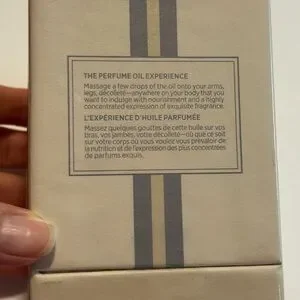 THE PERFUME OIL EXPERIENCE
Massage a few drops of the oil onto your arms,
legs, décolleté—anywhere on your body that you
want to indulge with nourishment and a highly
concentrated expression of exquisite fragrance.
L'EXPÉRIENCE D'HUILE PARFUMÉE
Massez quelques gouttes de cette huile sur vos
bras, vos jambes, votre décolleté—où que ce soit
sur votre corps où vous voulez vous prévaloir de
la nutrition et de l'expression des plus concentrées
de parfums exquis.